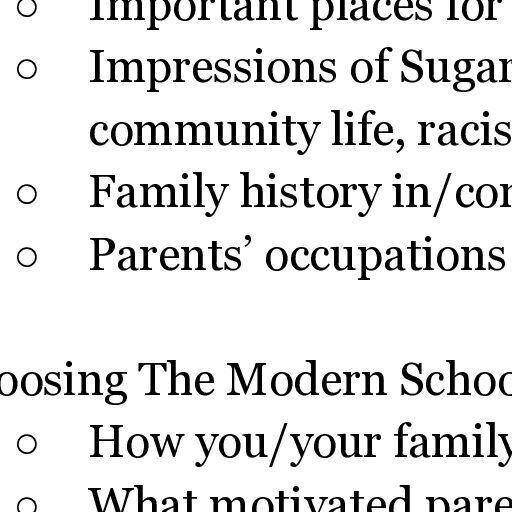 ○ Important places for
○ Impressions of Sugar
community life, racis
○ Family history in/con
○ Parents’ occupations
oosing The Modern Schoo
○ How you/your family
○ What motivated pare